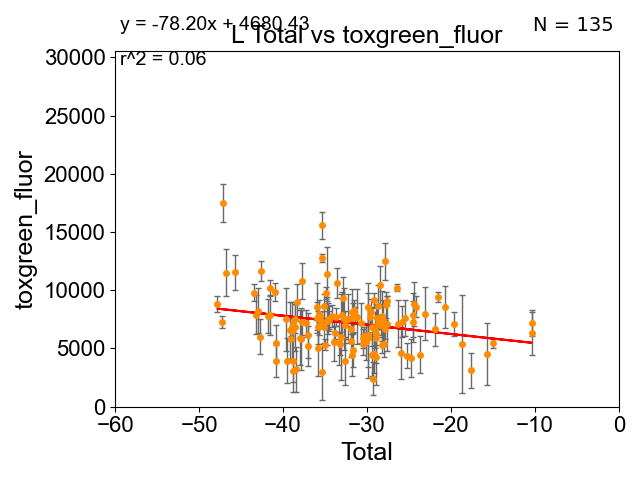 y = -78.20x + 4680.43
L Total vs toxgreen_fluor
N = 135
r^2 = 0.06
30000
25000
20000
15000
10000
5000
0
toxgreen_fluor
−60
−50
−40
−30
−20
−10
0
Total